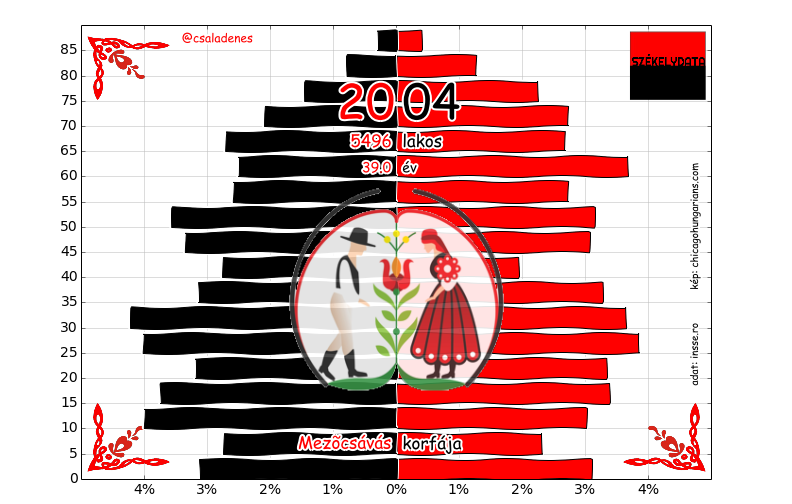 @csaladenes
SZÉKELYDATA
2004
5496 lakos
39.0 év
kép: chicagohungarians.com
adat: insse.ro
Mezőcsávás korfája
85
80
75
70
65
60
55
50
45
40
35
30
25
20
15
10
5
0
4% 3% 2% 1% 0% 1% 2% 3% 4%